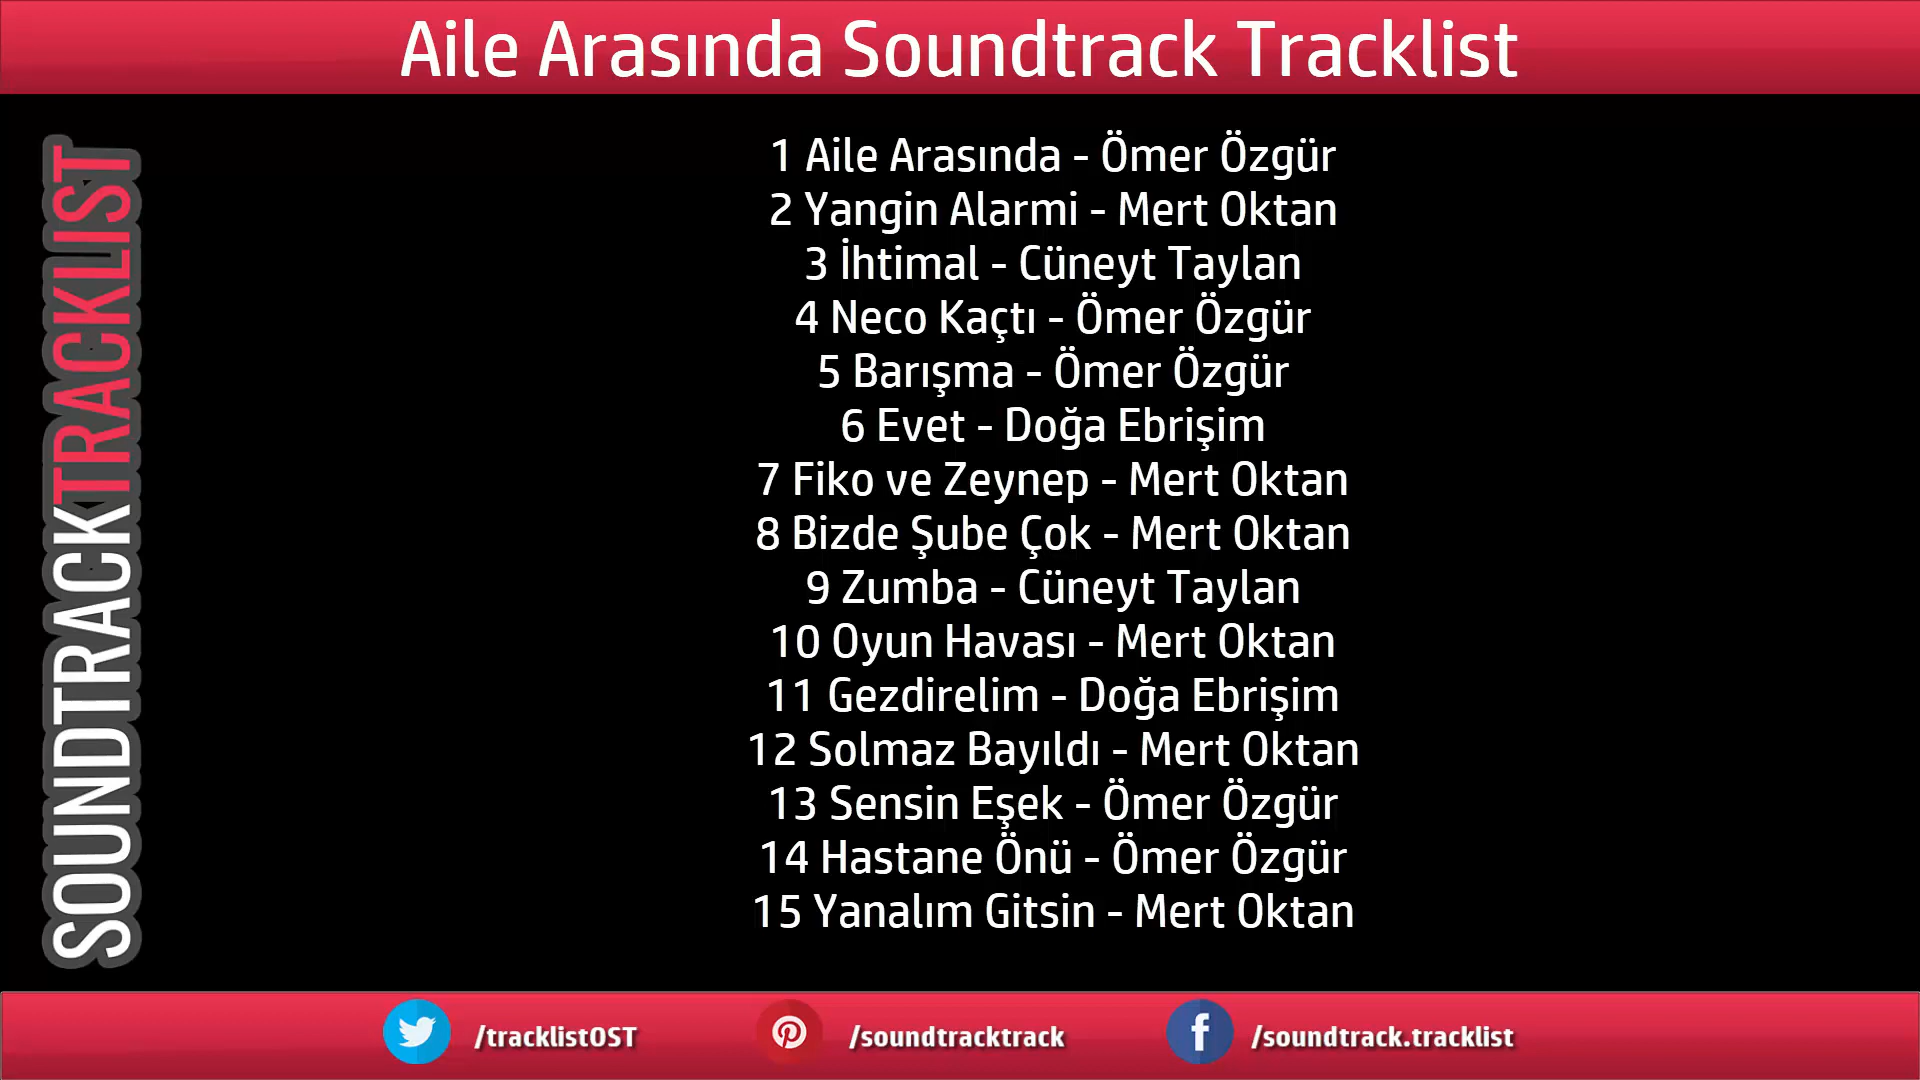 Aile Arasında Soundtrack Tracklist
SOUNDTRACKTRACKLIST
1 Aile Arasında - Ömer Özgür
2 Yangin Alarmi - Mert Oktan
3 İhtimal - Cüneyt Taylan
4 Neco Kaçtı - Ömer Özgür
5 Barışma - Ömer Özgür
6 Evet - Doğa Ebrişim
7 Fiko ve Zeynep - Mert Oktan
8 Bizde Şube Çok - Mert Oktan
9 Zumba - Cüneyt Taylan
10 Oyun Havası - Mert Oktan
11 Gezdirelim - Doğa Ebrişim
12 Solmaz Bayıldı - Mert Oktan
13 Sensin Eşek - Ömer Özgür
14 Hastane Önü - Ömer Özgür
15 Yanalım Gitsin - Mert Oktan
/tracklistOST
/soundtracktrack
/soundtrack.tracklist